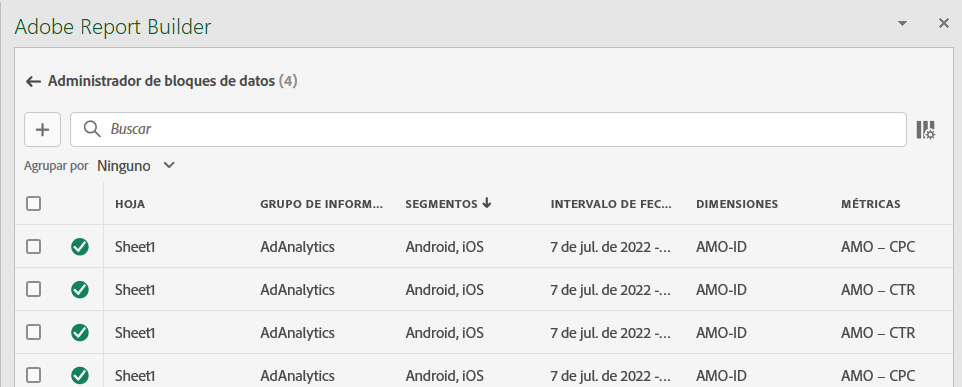 Adobe Report Builder
Administrador de bloques de datos (4)
Buscar
Agrupar por Ninguno
HOJA GRUPO DE INFORM... SEGMENTOS INTERVALO DE FEC... DIMENSIONES MÉTRICAS
Sheet1 AdAnalytics Android, iOS 7 de jul. de 2022 -... AMO-ID AMO – CPC
Sheet1 AdAnalytics Android, iOS 7 de jul. de 2022 -... AMO-ID AMO – CTR
Sheet1 AdAnalytics Android, iOS 7 de jul. de 2022 -... AMO-ID AMO – CTR
Sheet1 AdAnalytics Android, iOS 7 de jul. de 2022 -... AMO-ID AMO – CPC